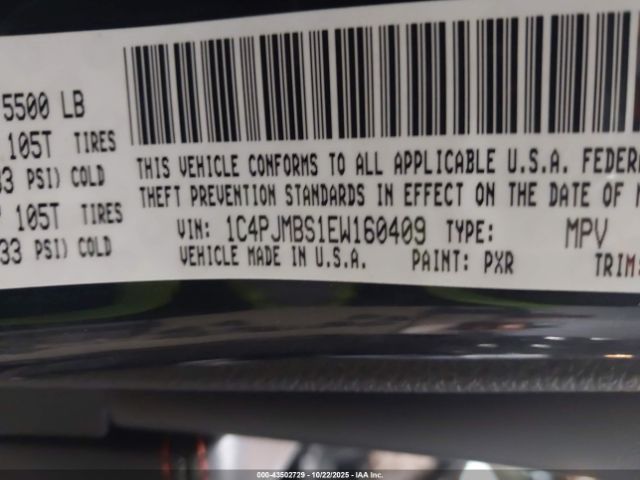 5500 LB
105T TIRES
33 PSI) COLD
105T TIRES
33 PSI) COLD
THIS VEHICLE CONFORMS TO ALL APPLICABLE U.S.A. FEDER
THEFT PREVENTION STANDARDS IN EFFECT ON THE DATE OF M
VIN: 1C4PJMBS1EW160409 TYPE: MPV
VEHICLE MADE IN U.S.A. PAINT: PXR TRIM:
000-43502729 - 10/22/2025 - IAA Inc.